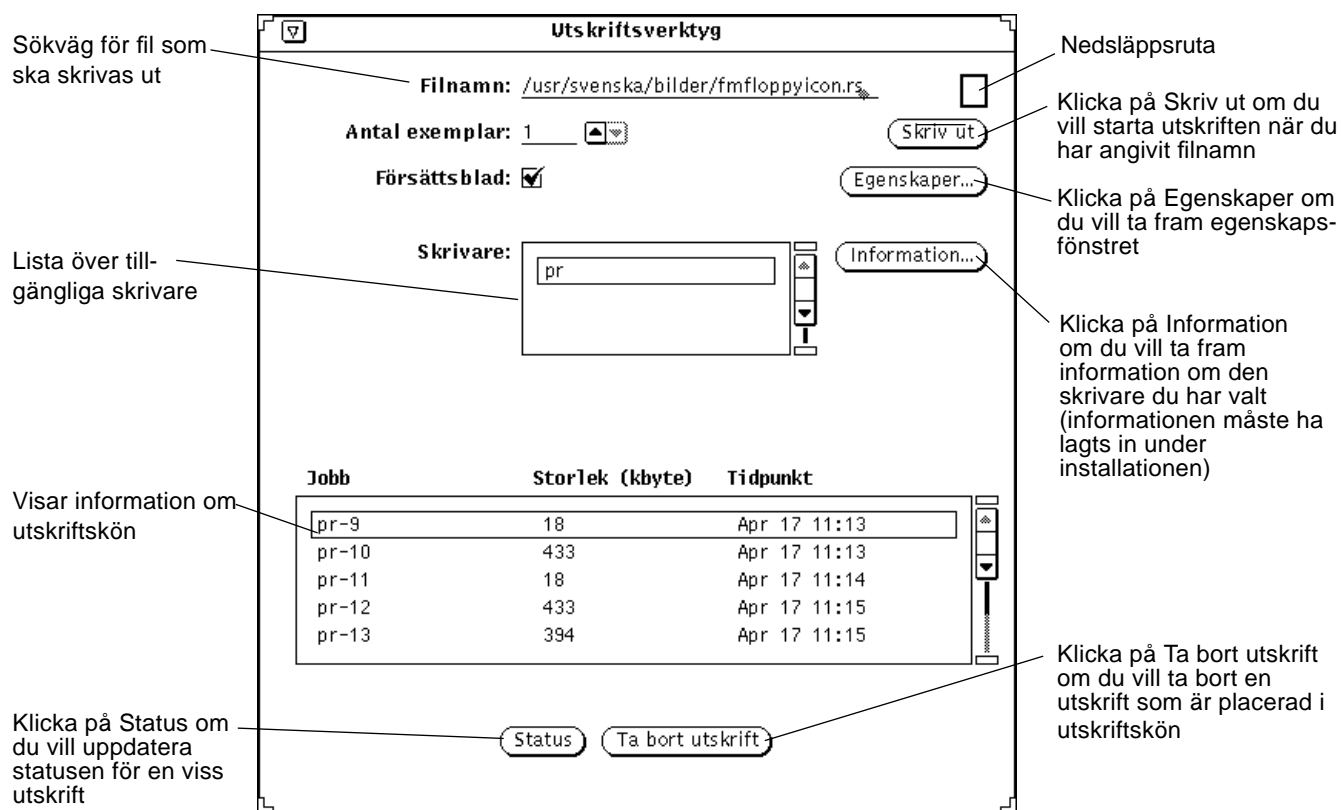 Utskriftsverktyg
Sökväg för fil som
ska skrivas ut
Filnamn: /usr/svenska/bilder/fmfloppyicon.rs
Nedsläppsruta
Antal exemplar: 1
Skriv ut
Klicka på Skriv ut om du
vill starta utskriften när du
har angivit filnamn
Försättsblad:
Egenskaper...
Klicka på Egenskaper om
du vill ta fram egenskaps-
fönstret
Lista över till-
gängliga skrivare
Skrivare:
pr
Information...
Klicka på Information
om du vill ta fram
information om den
skrivare du har valt
(informationen måste ha
lagts in under
installationen)
Jobb Storlek (kbyte) Tidpunkt
Visar information om
utskriftskön
pr-9 18 Apr 17 11:13
pr-10 433 Apr 17 11:13
pr-11 18 Apr 17 11:14
pr-12 433 Apr 17 11:15
pr-13 394 Apr 17 11:15
Klicka på Ta bort utskrift
om du vill ta bort en
utskrift som är placerad i
utskriftskön
Klicka på Status om
du vill uppdatera
statusen för en viss
utskrift
Status
Ta bort utskrift